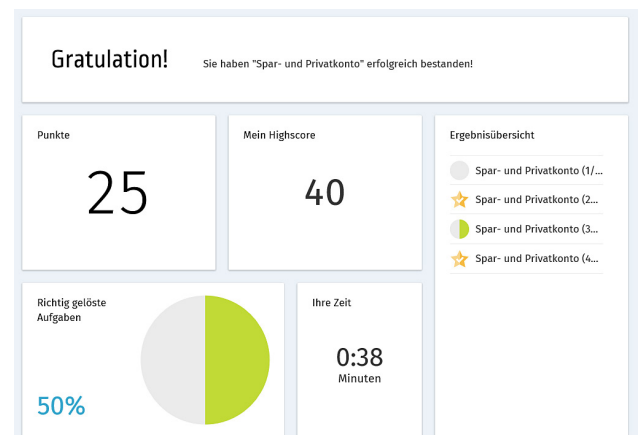 Gratulation!
Sie haben "Spar- und Privatkonto" erfolgreich bestanden!
Punkte
25
Mein Highscore
40
Ergebnisübersicht
Spar- und Privatkonto (1/...
Spar- und Privatkonto (2...
Spar- und Privatkonto (3...
Spar- und Privatkonto (4...
Richtig gelöste
Aufgaben
50%
Ihre Zeit
0:38
Minuten